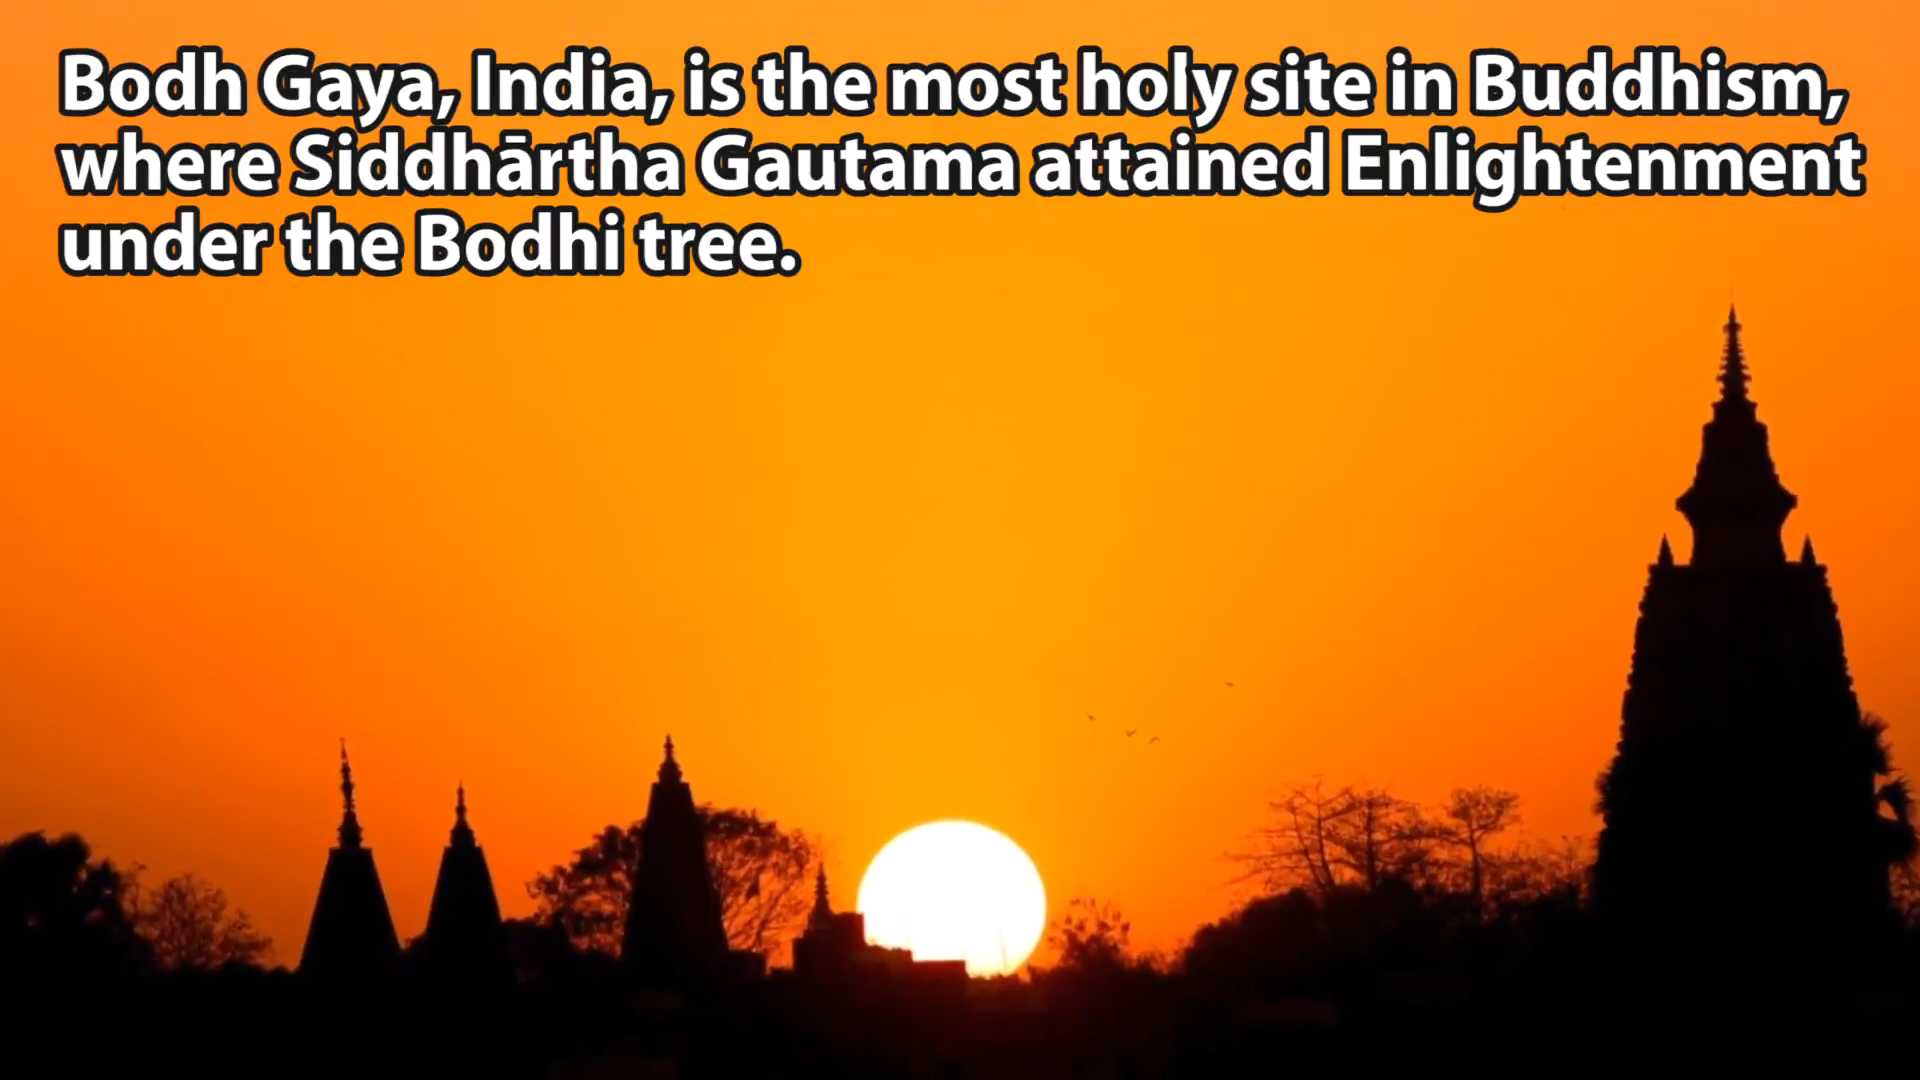 Bodh Gaya, India, is the most holy site in Buddhism,
where Siddhārtha Gautama attained Enlightenment
under the Bodhi tree.